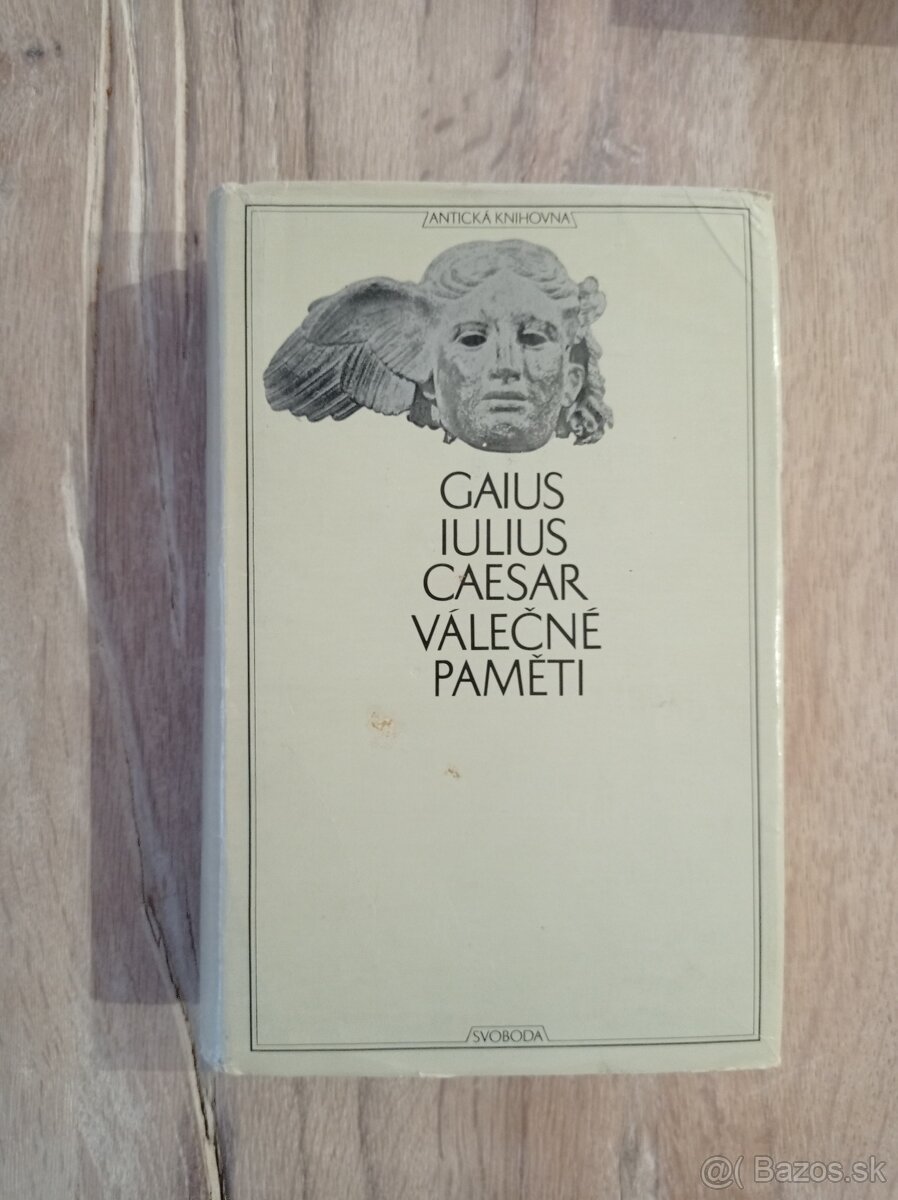 ANTICKÁ KNIHOVNA
GAIUS
IULIUS
CAESAR
VÁLEČNÉ
PAMĚTI
SVOBODA
@( Bazos.sk